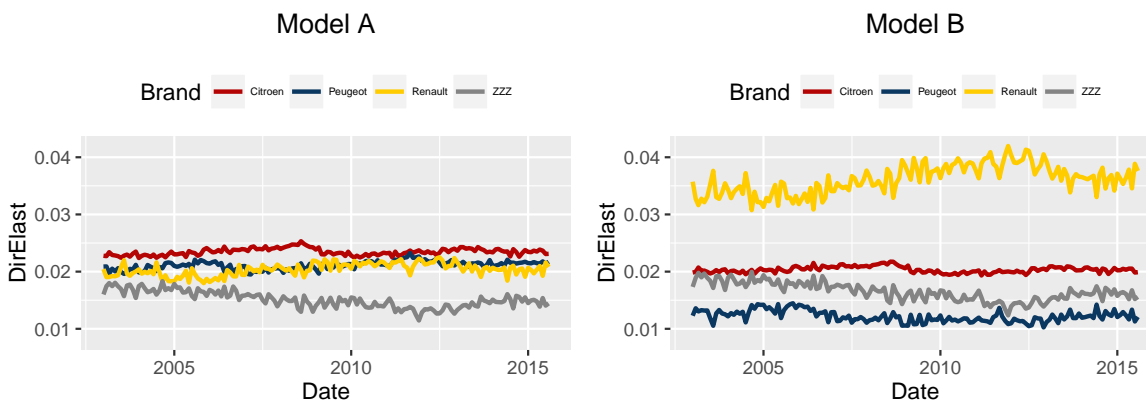 Model A
Brand Citroen Peugeot Renault ZZZ
0.04
0.03
0.02
0.01
DirElast
2005 2010 2015
Date
Model B
Brand Citroen Peugeot Renault ZZZ
0.04
0.03
0.02
0.01
DirElast
2005 2010 2015
Date